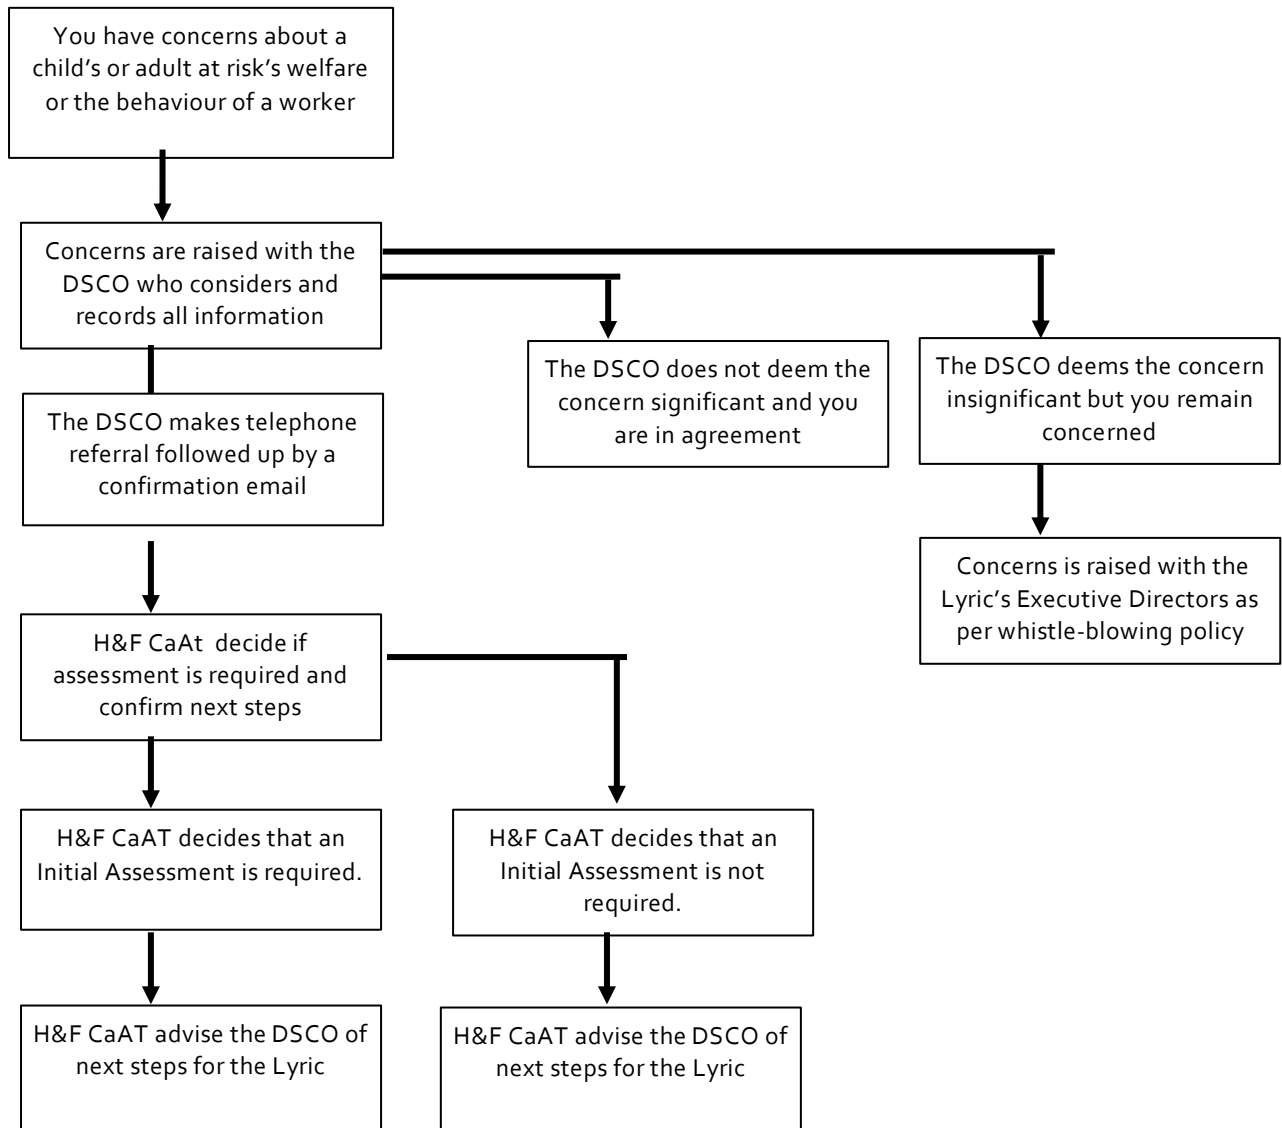 You have concerns about a
child’s or adult at risk’s welfare
or the behaviour of a worker
Concerns are raised with the
DSCO who considers and
records all information
The DSCO does not deem the
concern significant and you
are in agreement
The DSCO deems the concern
insignificant but you remain
concerned
The DSCO makes telephone
referral followed up by a
confirmation email
Concerns is raised with the
Lyric’s Executive Directors as
per whistle-blowing policy
H&F CaAt decide if
assessment is required and
confirm next steps
H&F CaAT decides that an
Initial Assessment is required.
H&F CaAT decides that an
Initial Assessment is not
required.
H&F CaAT advise the DSCO of
next steps for the Lyric
H&F CaAT advise the DSCO of
next steps for the Lyric